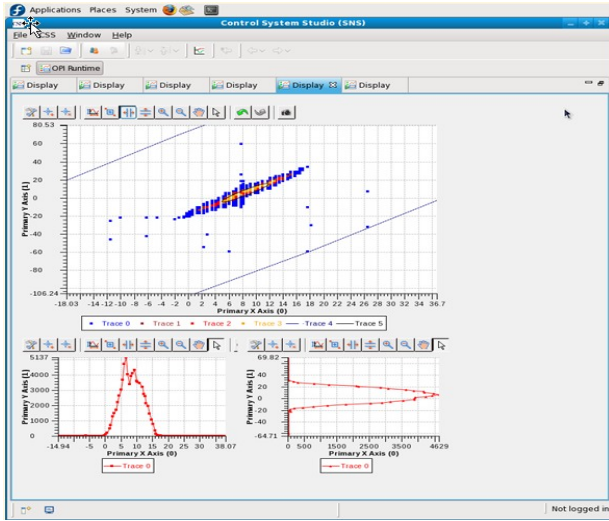 Applications Places System
Control System Studio (SNS)
File CSS Window Help
OPI Runtime
Display Display Display Display Display Display
80.53
60
40
20
0
-20
-40
-60
-80
-106.24
Primary Y Axis (1)
-18.03 -14 -10 -8 -6 -4 -2 0 2 4 6 8 10 12 14 16 18 20 22 24 26 28 30 32 34 36.7
Primary X Axis (0)
Trace 0 Trace 1 Trace 2 Trace 3 Trace 4 Trace 5
5137
4000
3000
2000
1000
0
Primary Y Axis (1)
-14.94 -5 0 5 10 15 20 25 30 38.07
Primary X Axis (0)
Trace 0
69.82
40
20
0
-20
-40
-64.71
Primary Y Axis (1)
0 500 1500 2500 3500 4629
Primary X Axis (0)
Trace 0
Not logged in